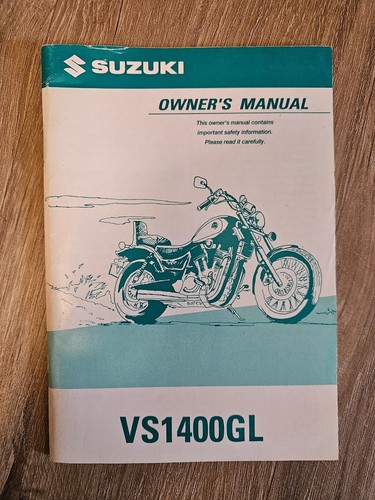 SUZUKI
OWNER'S MANUAL
This owner's manual contains
important safety information.
Please read it carefully.
VS1400GL